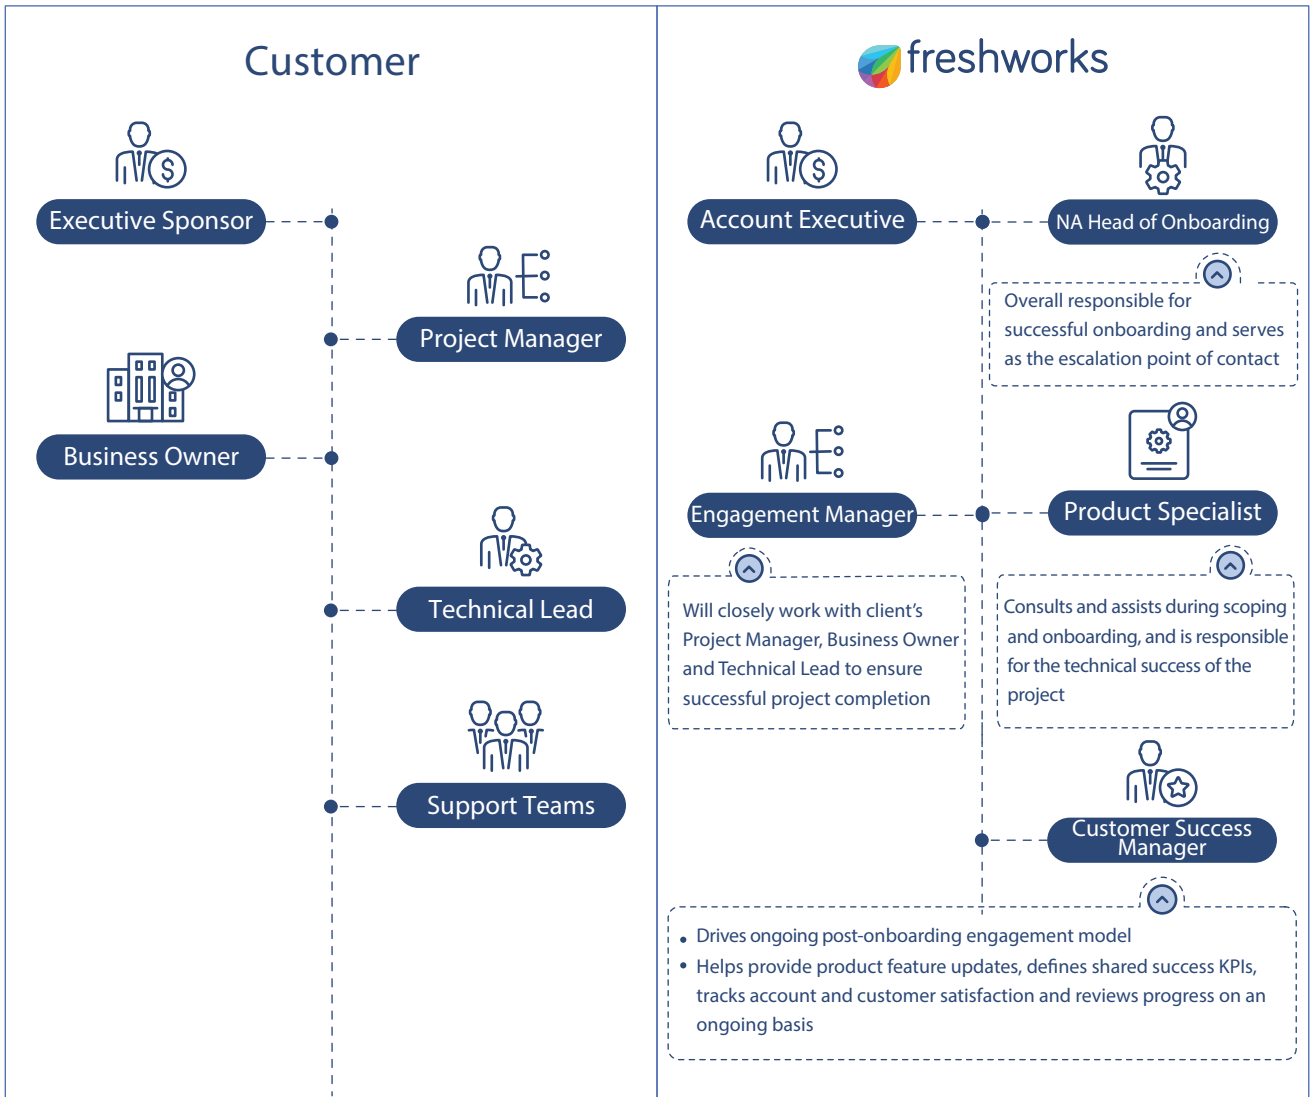 Customer
Executive Sponsor
Project Manager
Business Owner
Technical Lead
Support Teams
freshworks
Account Executive
NA Head of Onboarding
Overall responsible for
successful onboarding and serves
as the escalation point of contact
Engagement Manager
Will closely work with client’s
Project Manager, Business Owner
and Technical Lead to ensure
successful project completion
Product Specialist
Consults and assists during scoping
and onboarding, and is responsible
for the technical success of the
project
Customer Success
Manager
• Drives ongoing post-onboarding engagement model
• Helps provide product feature updates, defines shared success KPIs,
tracks account and customer satisfaction and reviews progress on an
ongoing basis